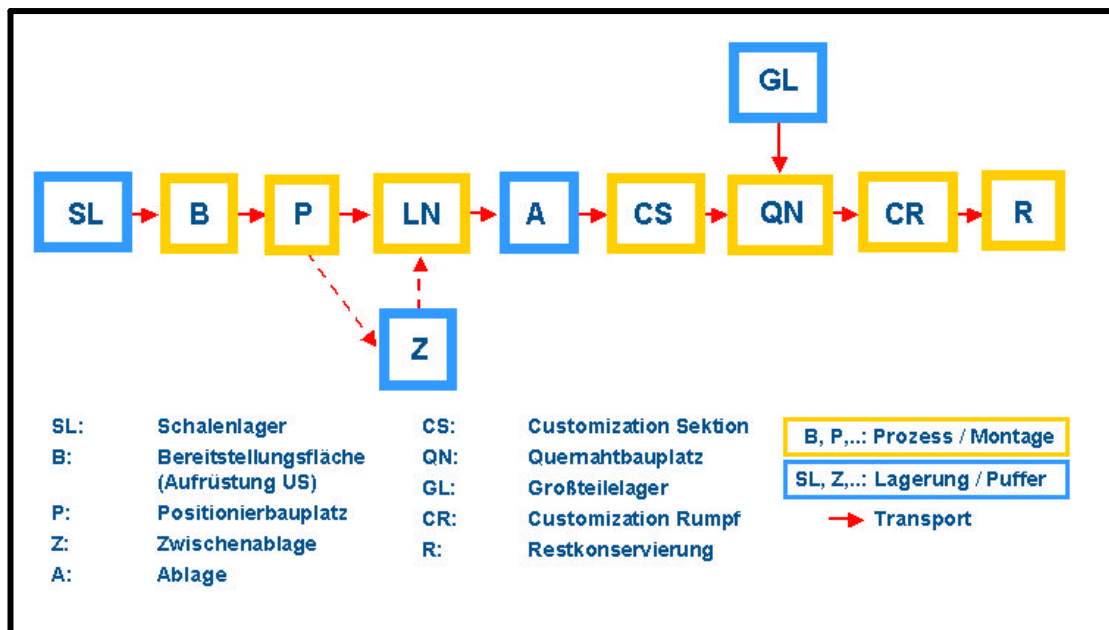 GL
SL B P LN A CS QN CR R
Z
SL: Schalenlager
B: Bereitstellungsfläche
(Aufrüstung US)
P: Positionierbauplatz
Z: Zwischenablage
A: Ablage
CS: Customization Sektion
QN: Quernahtbauplatz
GL: Großteilelager
CR: Customization Rumpf
R: Restkonservierung
B, P,..: Prozess / Montage
SL, Z,..: Lagerung / Puffer
Transport